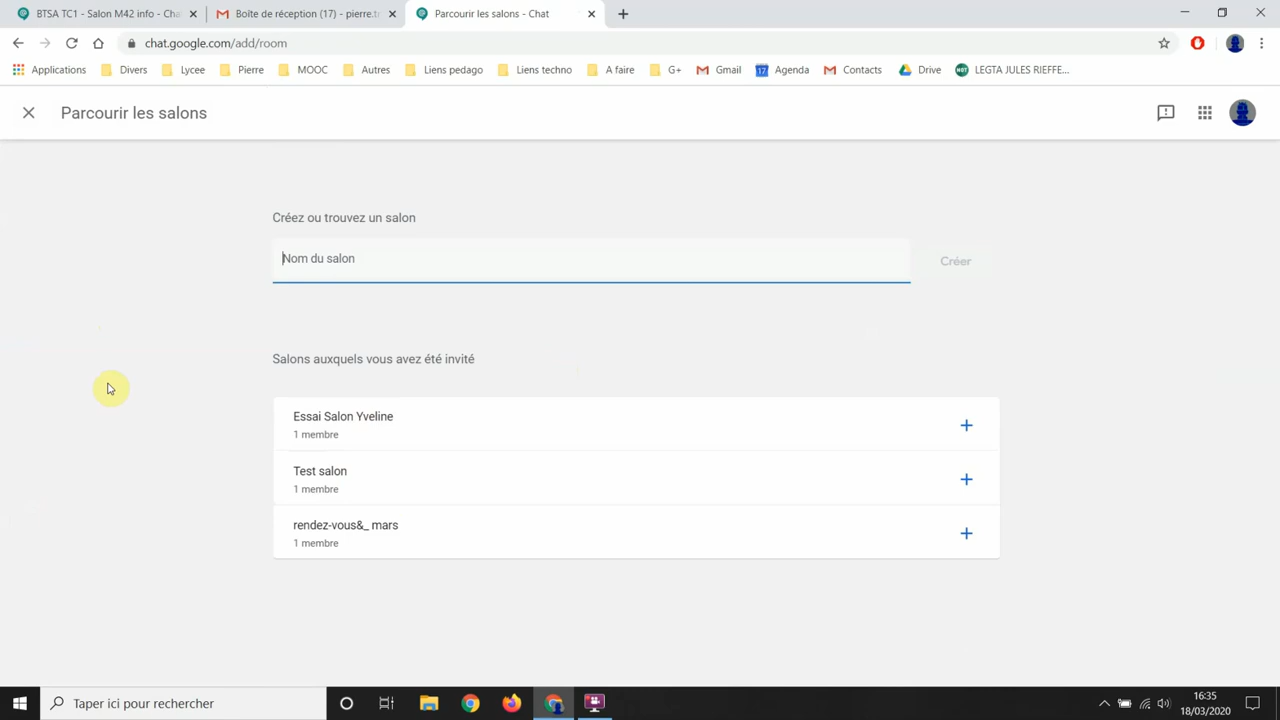 BTSA TC1 - Salon M42 info - Cha
Boîte de réception (17) - pierre.te
Parcourir les salons - Chat
chat.google.com/add/room
Applications
Divers
Lycee
Pierre
MOOC
Autres
Liens pedago
Liens techno
A faire
G+
Gmail
17
Agenda
Contacts
Drive
LEGTA JULES RIEFFE...
Parcourir les salons
Créez ou trouvez un salon
Nom du salon
Créer
Salons auxquels vous avez été invité
Essai Salon Yveline
1 membre
Test salon
1 membre
rendez-vous&_ mars
1 membre
Taper ici pour rechercher
16:35
18/03/2020